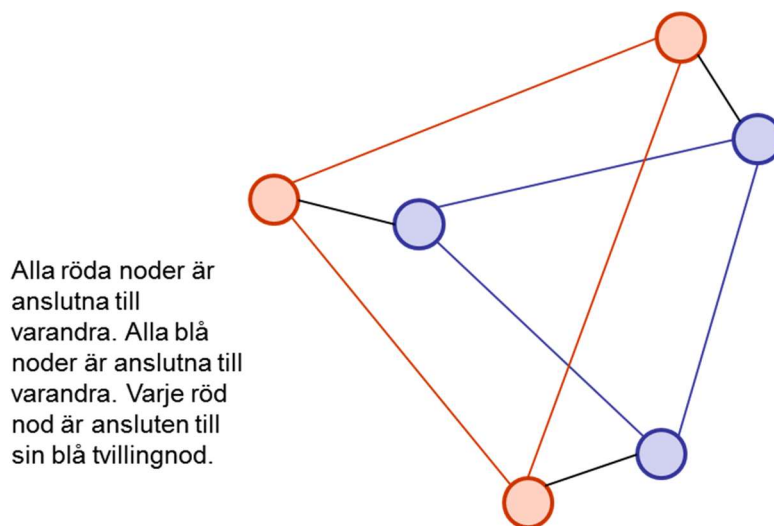 Alla röda noder är
anslutna till
varandra. Alla blå
noder är anslutna till
varandra. Varje röd
nod är ansluten till
sin blå tvillingnod.